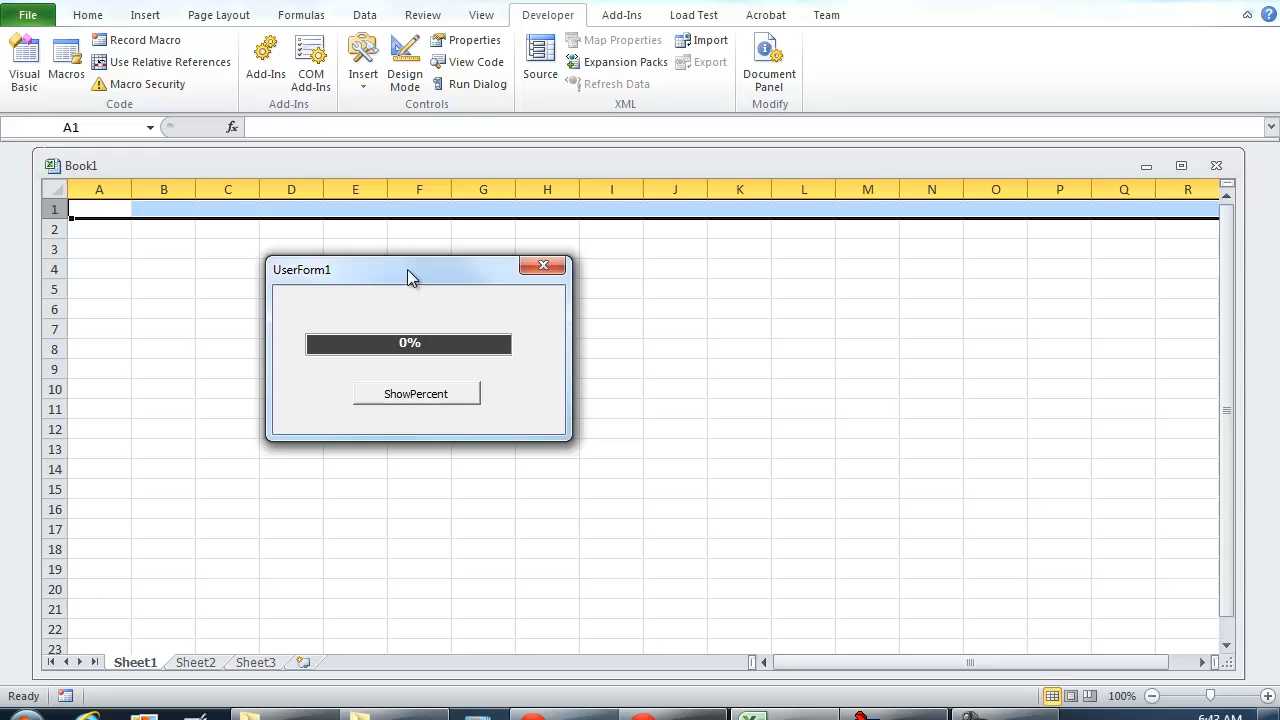 File Home Insert Page Layout Formulas Data Review View Developer Add-Ins Load Test Acrobat Team
Visual Basic
Macros
Record Macro
Use Relative References
Macro Security
Code
Add-Ins
COM Add-Ins
Add-Ins
Insert
Design Mode
Properties
View Code
Run Dialog
Controls
Source
Map Properties
Expansion Packs
Refresh Data
Import
Export
XML
Document Panel
Modify
A1
fx
Book1
A B C D E F G H I J K L M N O P Q R
1
2
3
4
5
6
7
8
9
10
11
12
13
14
15
16
17
18
19
20
21
22
23
UserForm1
0%
ShowPercent
Sheet1 Sheet2 Sheet3
Ready
100%
6:43 AM